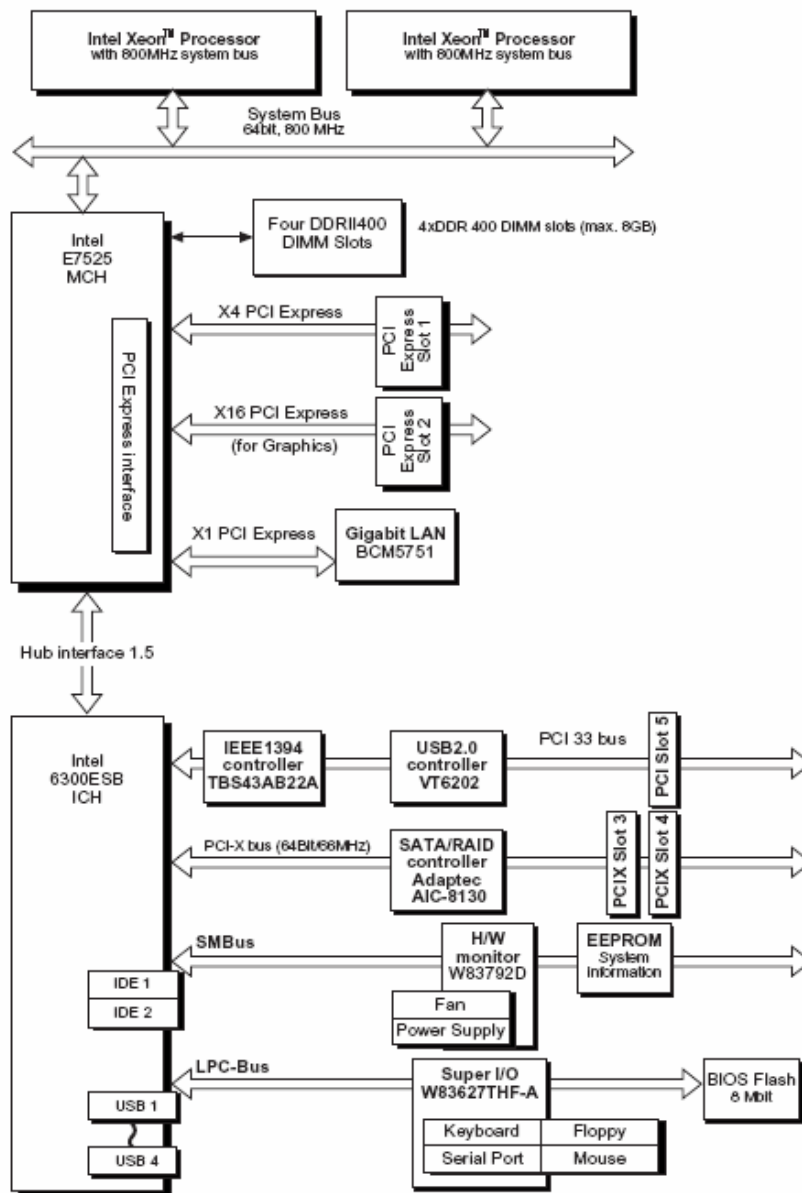 Intel Xeon™ Processor
with 800MHz system bus
Intel Xeon™ Processor
with 800MHz system bus
System Bus
64bit, 800 MHz
Intel
E7525
MCH
Four DDRII400
DIMM Slots
4xDDR 400 DIMM slots (max. 8GB)
PCI Express interface
X4 PCI Express
PCI
Express
Slot 1
X16 PCI Express
(for Graphics)
PCI
Express
Slot 2
X1 PCI Express
Gigabit LAN
BCM5751
Hub interface 1.5
Intel
6300ESB
ICH
IEEE1394
controller
TBS43AB22A
USB2.0
controller
VT6202
PCI 33 bus
PCI Slot 5
PCI-X bus (64Bit/66MHz)
SATA/RAID
controller
Adaptec
AIC-8130
PCIX Slot 3
PCIX Slot 4
SMBus
H/W
monitor
W83792D
Fan
Power Supply
EEPROM
System
Information
IDE 1
IDE 2
LPC-Bus
Super I/O
W83627THF-A
Keyboard
Floppy
Serial Port
Mouse
BIOS Flash
8 Mbit
USB 1
USB 4